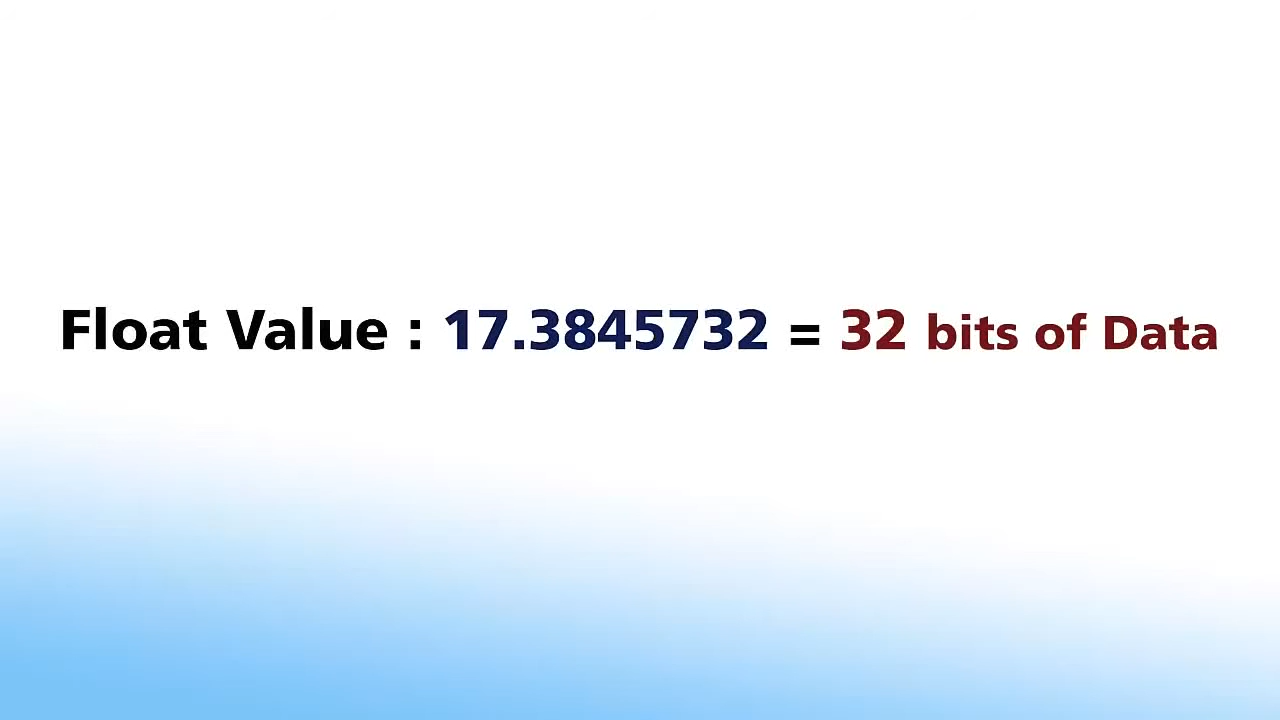 Float Value : 17.3845732 = 32 bits of Data